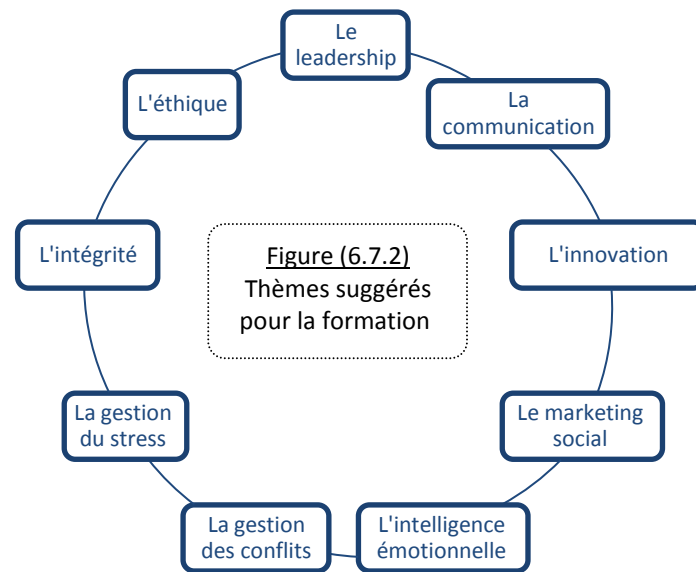 Le
leadership
La
communication
L'innovation
Le marketing
social
L'intelligence
émotionnelle
La gestion
des conflits
La gestion
du stress
L'intégrité
L'éthique
Figure (6.7.2)
Thèmes suggérés
pour la formation